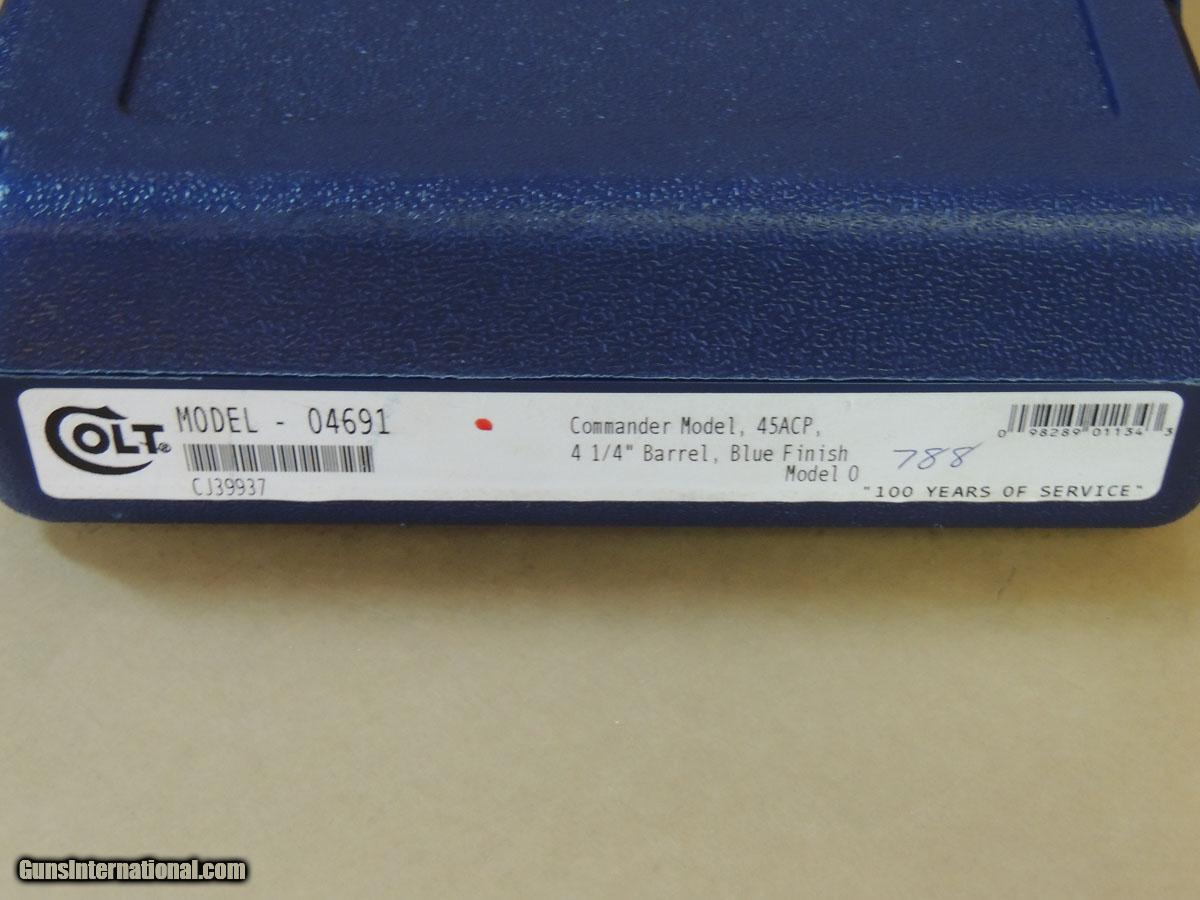 COLT®
MODEL - 04691
CJ39937
Commander Model, 45ACP,
4 1/4" Barrel, Blue Finish
Model O
788
0 98289 01134 3
"100 YEARS OF SERVICE"
GunsInternational.com